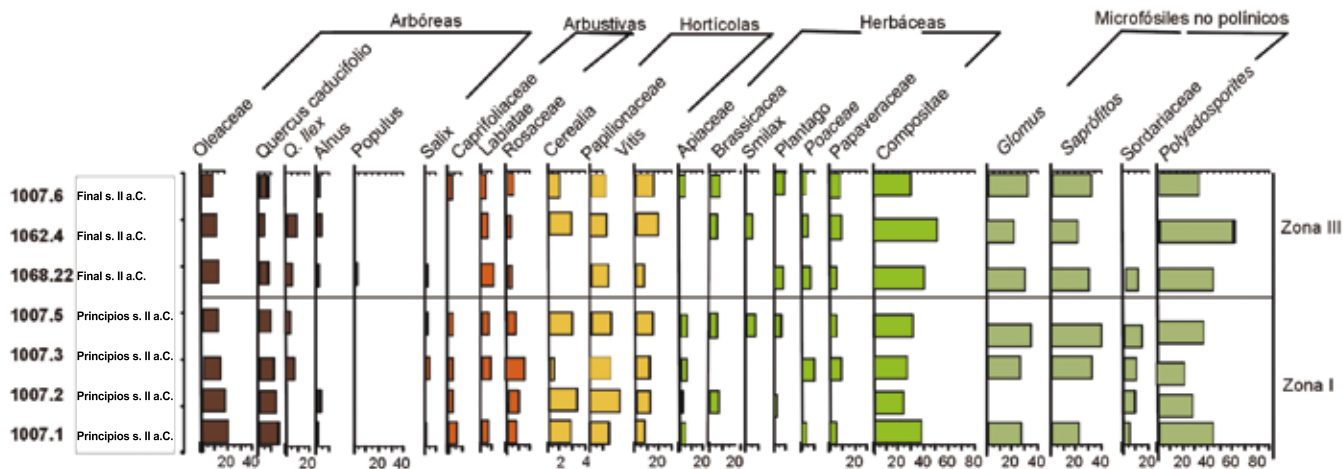 Arbóreas
Arbustivas
Hortícolas
Herbáceas
Microfósiles no polínicos
Oleaceae
Quercus caducifolio
Q. Ilex
Alnus
Populus
Salix
Caprifoliaceae
Labiatae
Rosaceae
Cerealia
Papilionaceae
Vitis
Apiaceae
Brassicacea
Smilax
Plantago
Poaceae
Papaveraceae
Compositae
Glomus
Saprófitos
Sordariaceae
Polyadosporites
1007.6 Final s. II a.C.
1062.4 Final s. II a.C.
1068.22 Final s. II a.C.
Zona III
1007.5 Principios s. II a.C.
1007.3 Principios s. II a.C.
1007.2 Principios s. II a.C.
1007.1 Principios s. II a.C.
Zona I
20 40 20 40 2 4 20 20 20 20 40 60 80 20 40 20 40 20 40 60 80